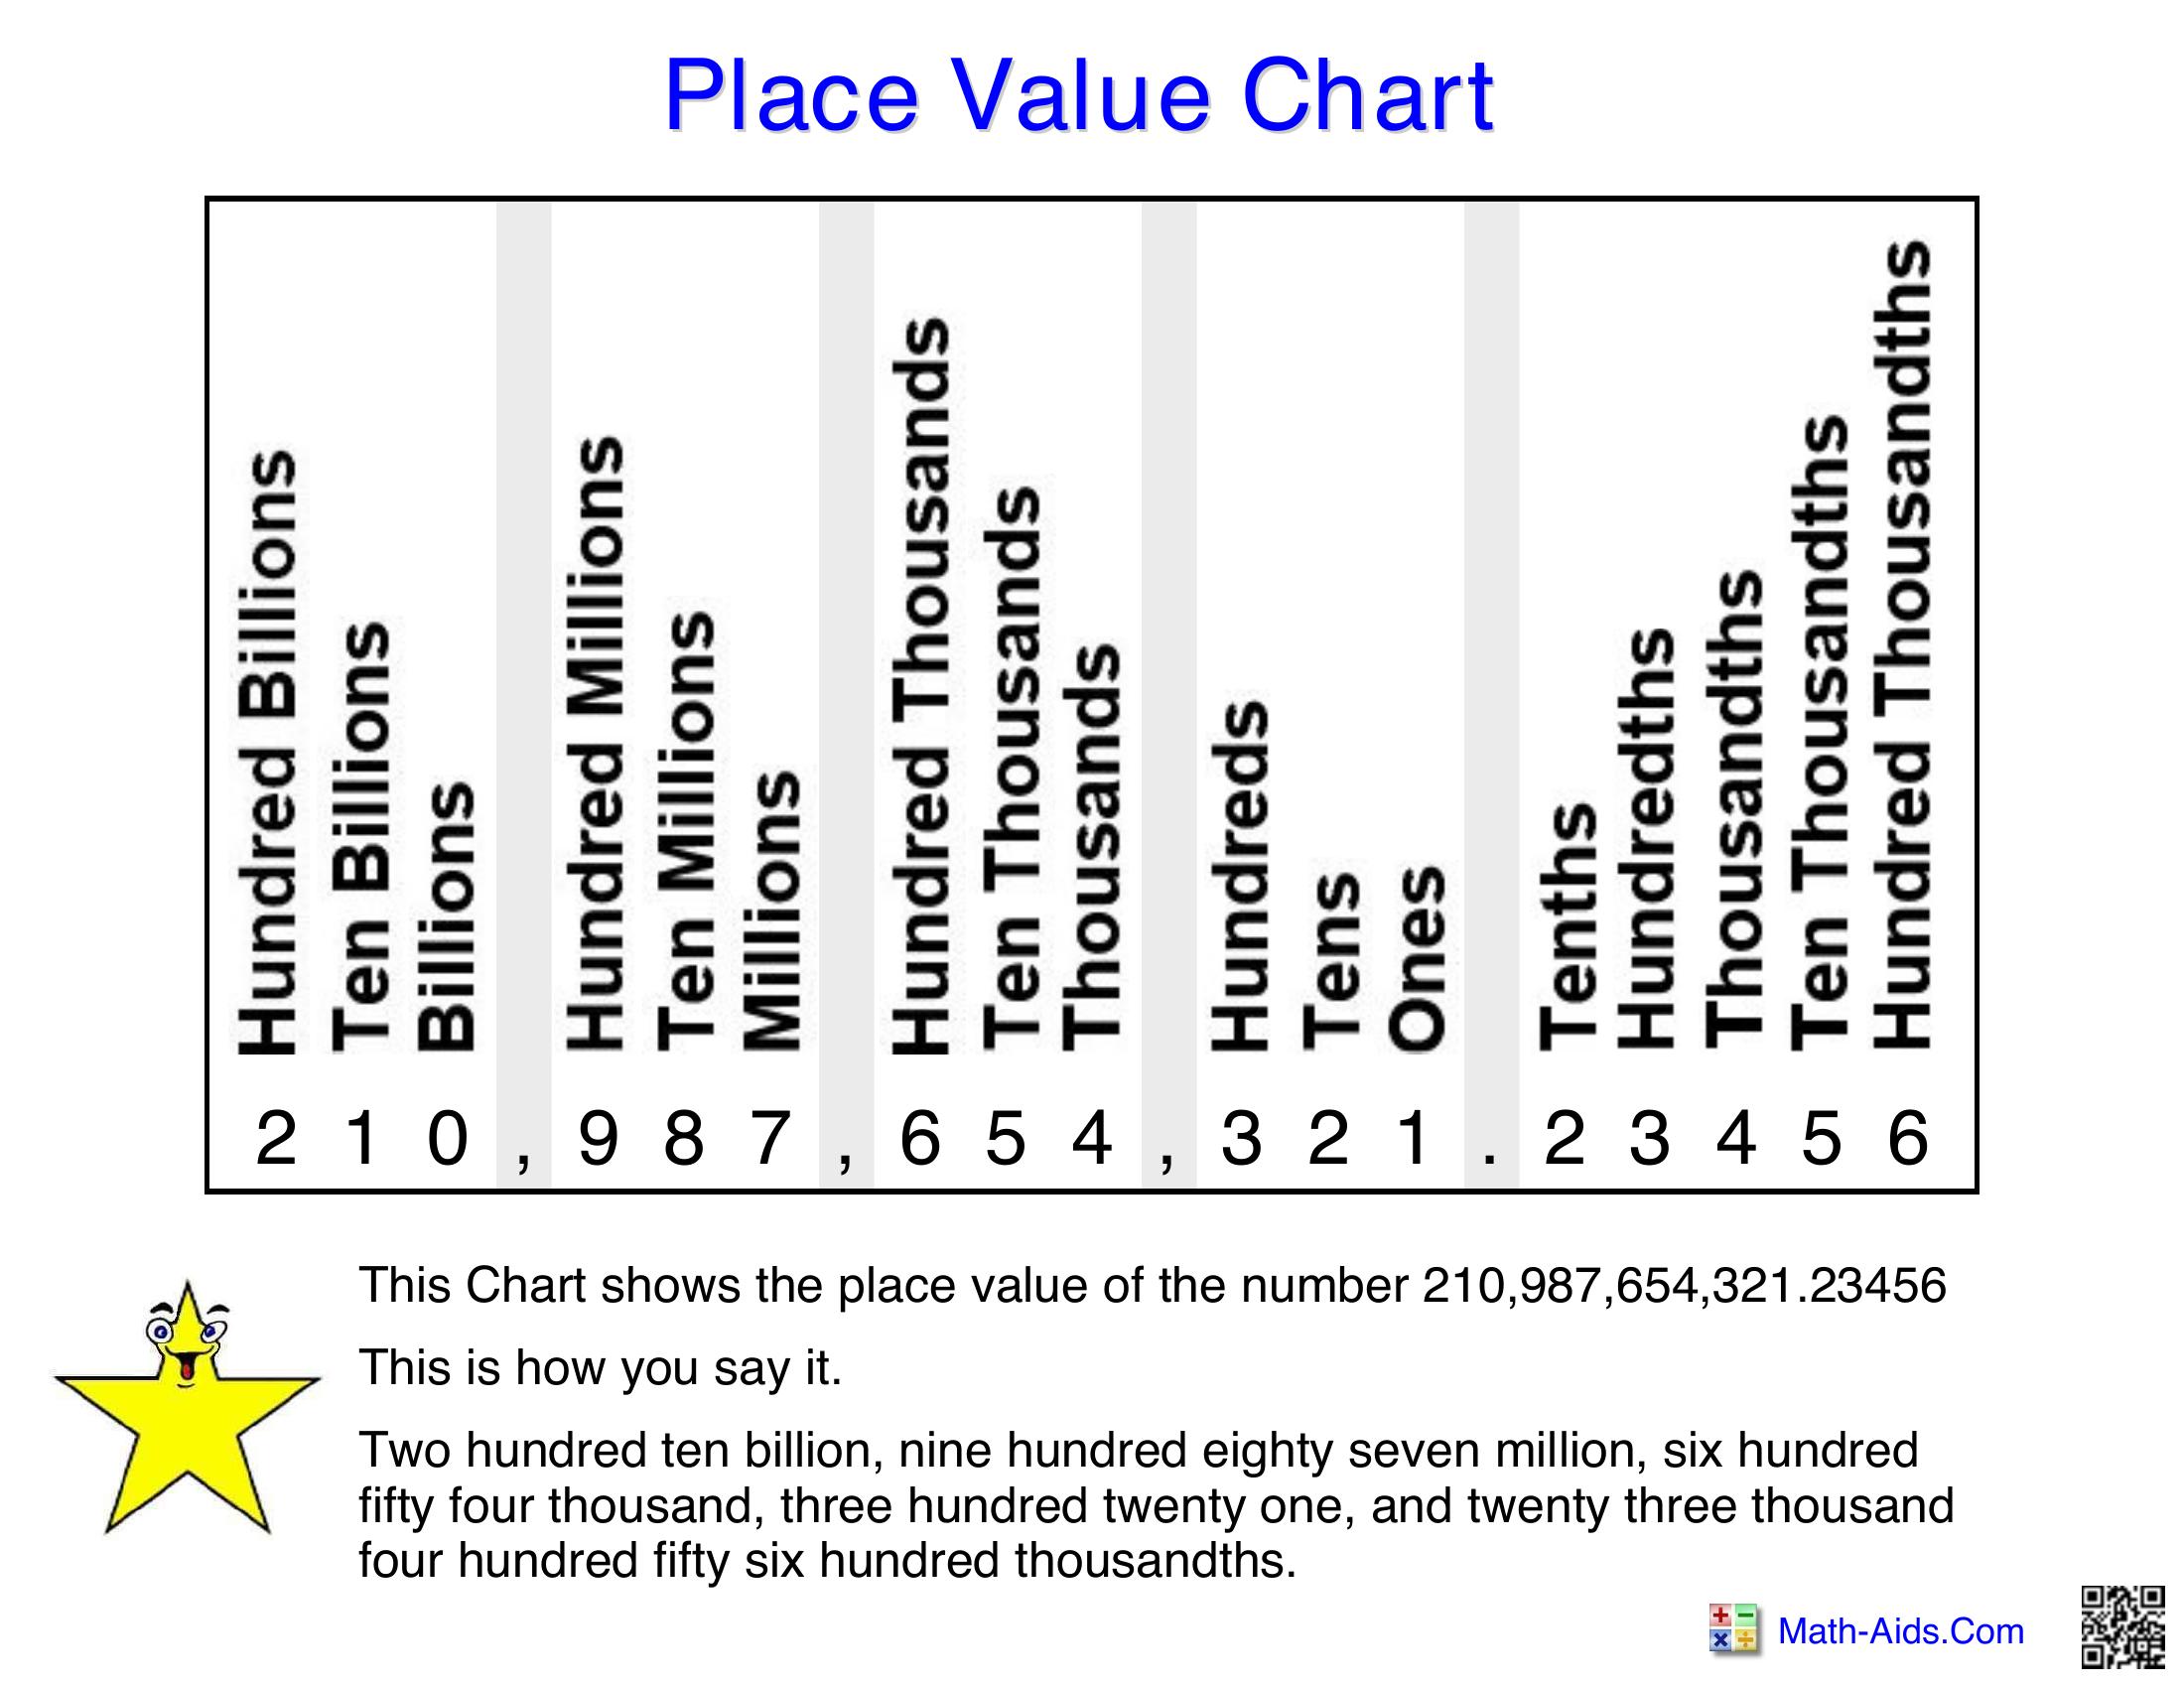 Place Value Chart
Hundred Billions
Ten Billions
Billions
Hundred Millions
Ten Millions
Millions
Hundred Thousands
Ten Thousands
Thousands
Hundreds
Tens
Ones
Tenths
Hundredths
Thousandths
Ten Thousandths
Hundred Thousandths
2 1 0 , 9 8 7 , 6 5 4 , 3 2 1 . 2 3 4 5 6
This Chart shows the place value of the number 210,987,654,321.23456
This is how you say it.
Two hundred ten billion, nine hundred eighty seven million, six hundred
fifty four thousand, three hundred twenty one, and twenty three thousand
four hundred fifty six hundred thousandths.
Math-Aids.Com